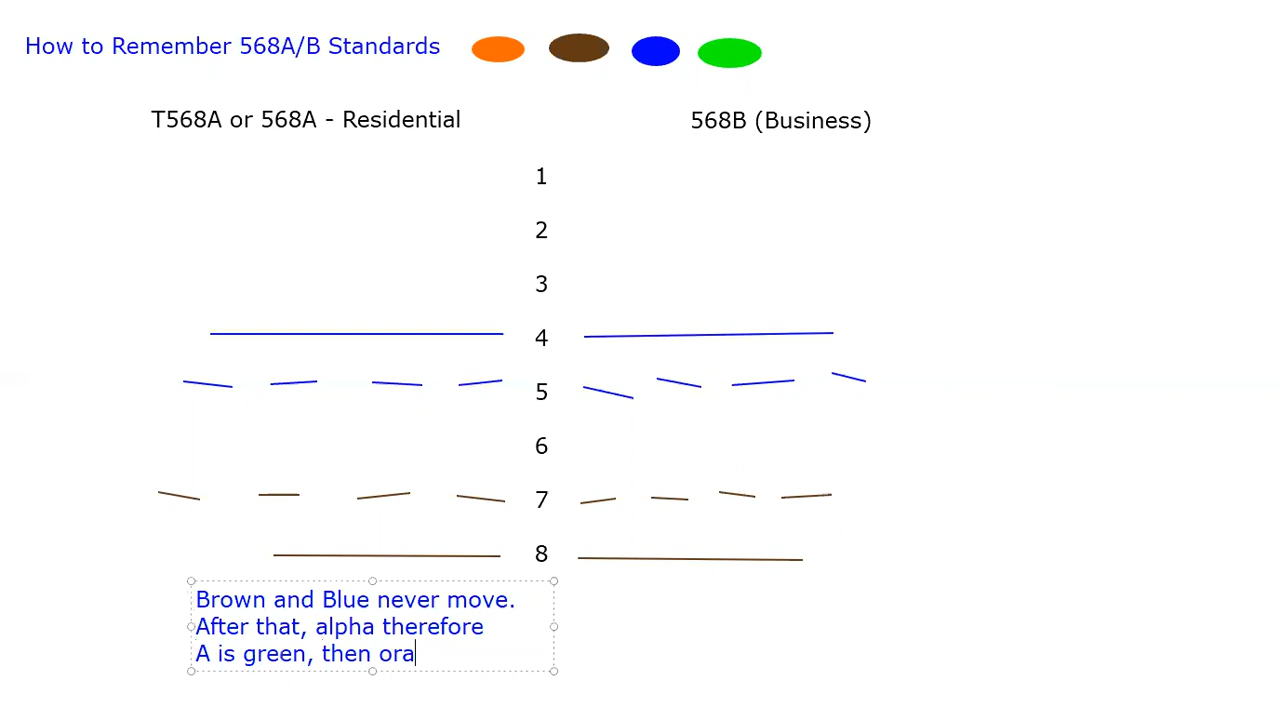 How to Remember 568A/B Standards
T568A or 568A - Residential
568B (Business)
1
2
3
4
5
6
7
8
Brown and Blue never move.
After that, alpha therefore
A is green, then ora